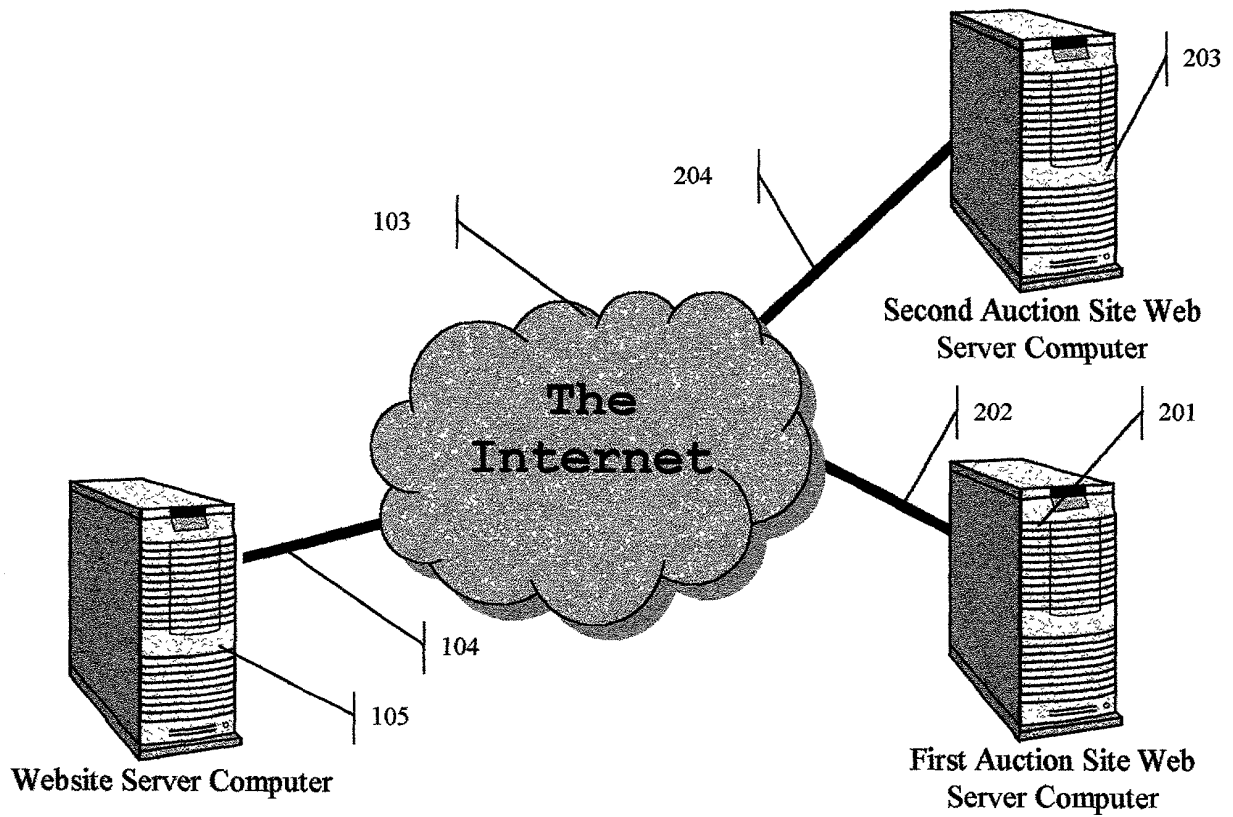 203
204
103
Second Auction Site Web
Server Computer
The
Internet
202
201
104
105
Website Server Computer
First Auction Site Web
Server Computer